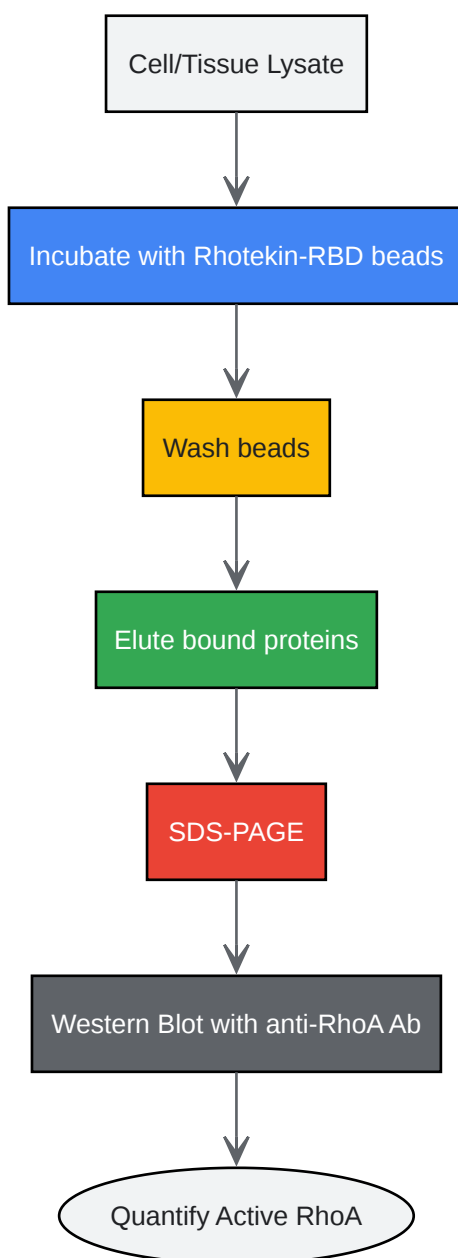 Cell/Tissue Lysate
Incubate with Rhotekin-RBD beads
Wash beads
Elute bound proteins
SDS-PAGE
Western Blot with anti-RhoA Ab
Quantify Active RhoA